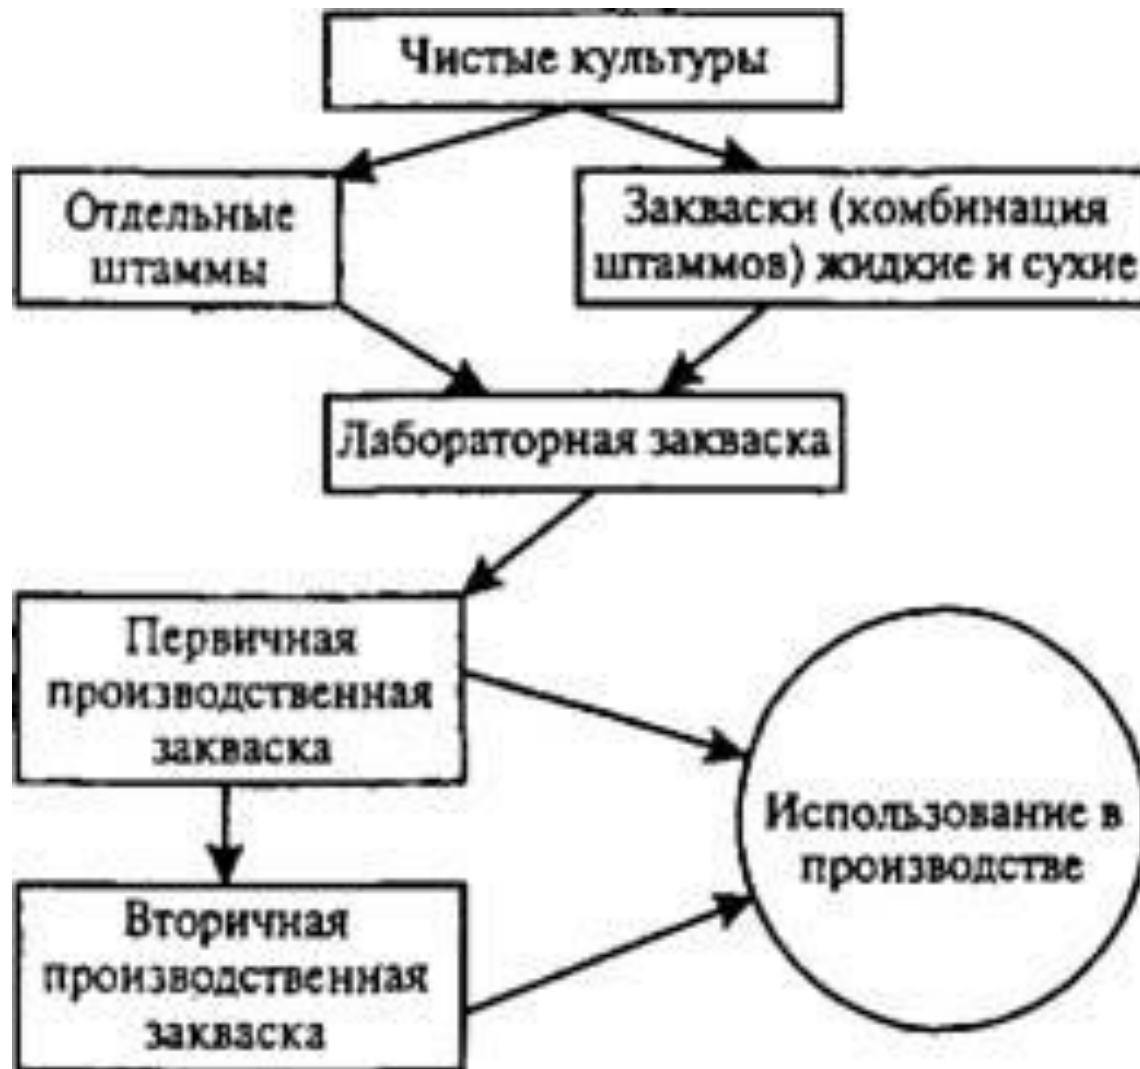 Чистые культуры
Отдельные
штаммы
Закваски (комбинация
штаммов) жидкие и сухие
Лабораторная закваска
Первичная
производственная
закваска
Использование в
производстве
Вторичная
производственная
закваска